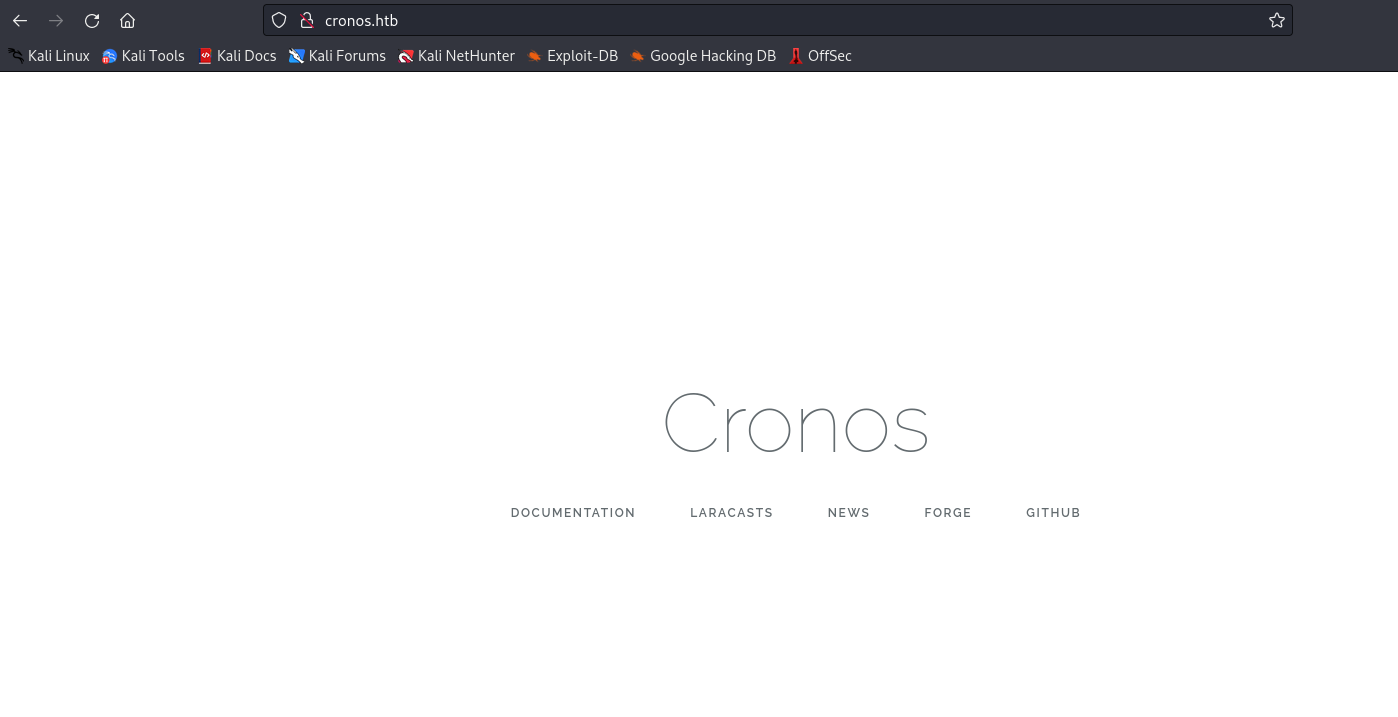 cronos.htb
Kali Linux Kali Tools Kali Docs Kali Forums Kali NetHunter Exploit-DB Google Hacking DB OffSec
Cronos
DOCUMENTATION LARACASTS NEWS FORGE GITHUB